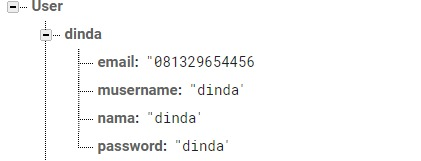 User
dinda
email: "081329654456
musername: "dinda'
nama: "dinda'
password: "dinda'